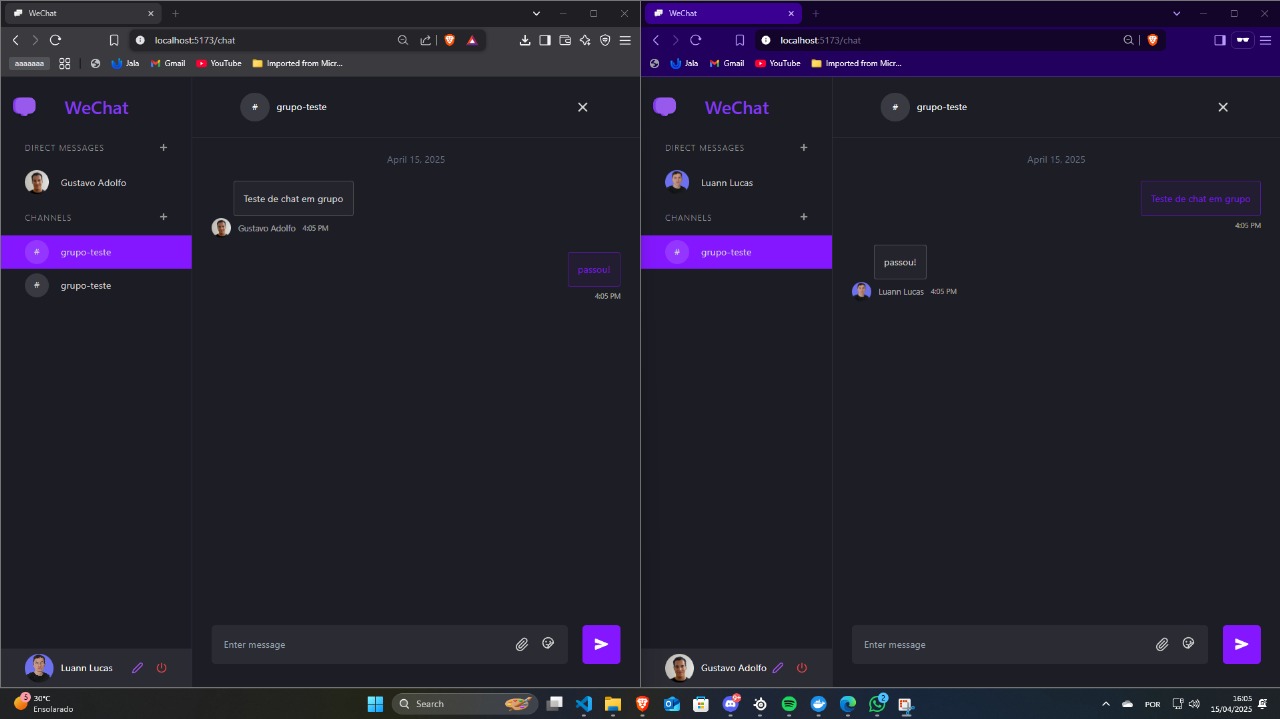 WeChat
localhost:5173/chat
aaaaaaa Jala Gmail YouTube Imported from Micr...
WeChat
DIRECT MESSAGES
Gustavo Adolfo
CHANNELS
# grupo-teste
# grupo-teste
Luann Lucas
# grupo-teste
April 15, 2025
Teste de chat em grupo
Gustavo Adolfo 4:05 PM
passou!
4:05 PM
Enter message
WeChat
localhost:5173/chat
Jala Gmail YouTube Imported from Micr...
WeChat
DIRECT MESSAGES
Luann Lucas
CHANNELS
# grupo-teste
Gustavo Adolfo
# grupo-teste
April 15, 2025
Teste de chat em grupo
4:05 PM
passou!
Luann Lucas 4:05 PM
Enter message
30°C
Ensolarado
Search
POR
16:05
15/04/2025